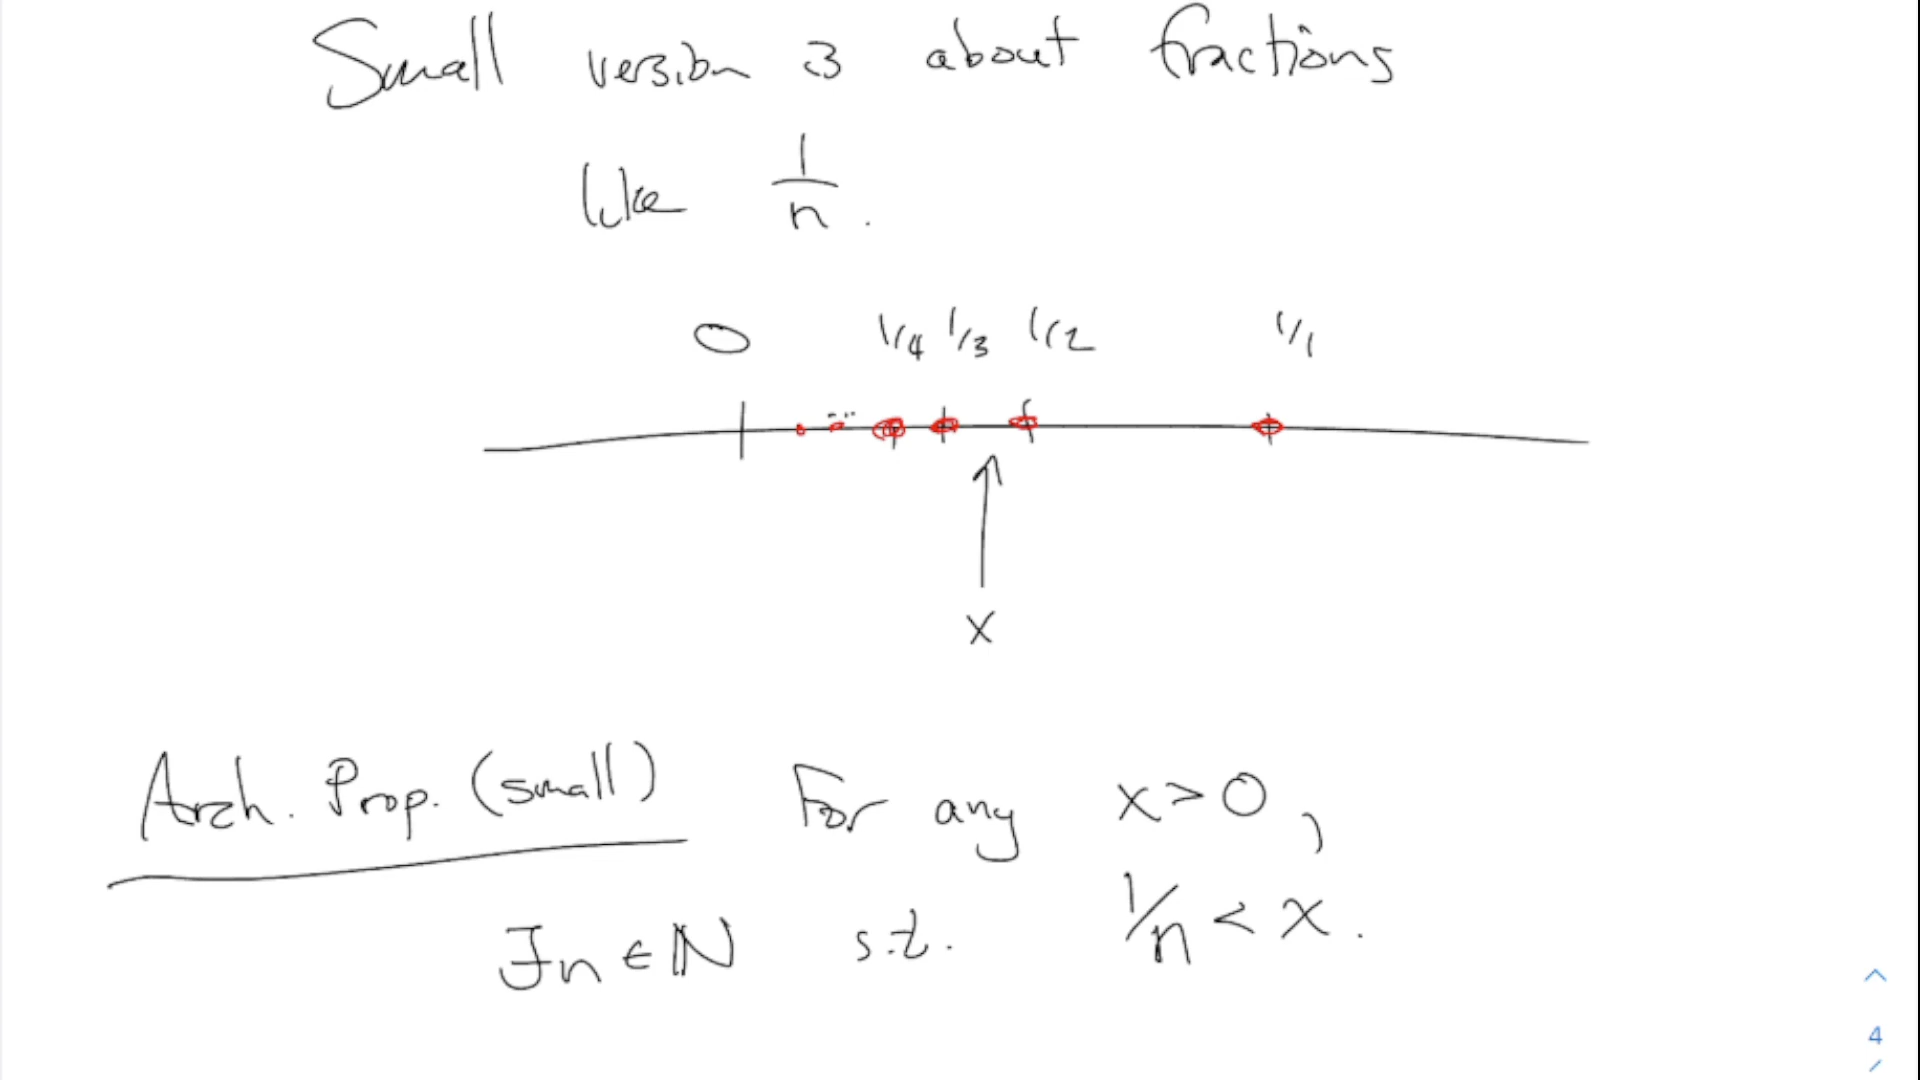 Small version is about fractions
like 1/n.
0 1/4 1/3 1/2 1/1
...
x
Arch. Prop. (small) For any x > 0,
∃n ∈ ℕ s.t. 1/n < x.
4